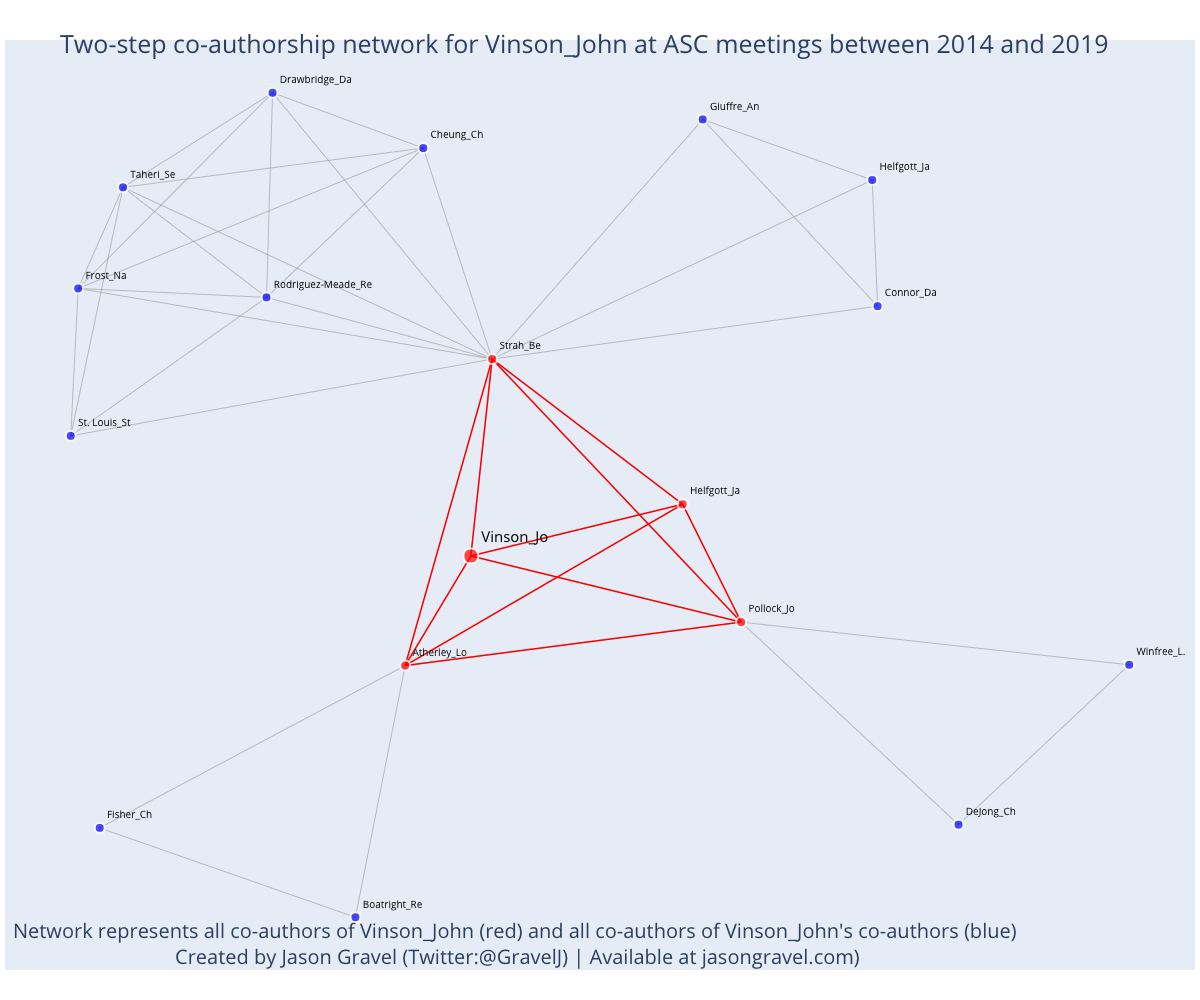 Two-step co-authorship network for Vinson_John at ASC meetings between 2014 and 2019
Drawbridge_Da
Giuffre_An
Cheung_Ch
Helfgott_Ja
Taheri_Se
Frost_Na
Rodriguez-Meade_Re
Connor_Da
Strah_Be
St. Louis_St
Helfgott_Ja
Vinson_Jo
Pollock_Jo
Atherley_Lo
Winfree_L.
Fisher_Ch
DeJong_Ch
Boatright_Re
Network represents all co-authors of Vinson_John (red) and all co-authors of Vinson_John's co-authors (blue)
Created by Jason Gravel (Twitter:@GravelJ) | Available at jasongravel.com)